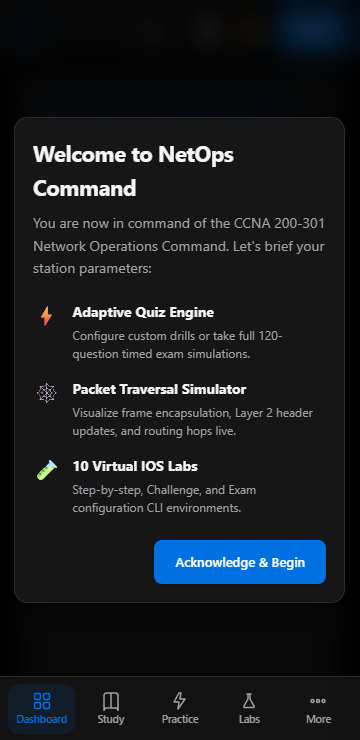 Welcome to NetOps
Command
You are now in command of the CCNA 200-301
Network Operations Command. Let's brief your
station parameters:
Adaptive Quiz Engine
Configure custom drills or take full 120-
question timed exam simulations.
Packet Traversal Simulator
Visualize frame encapsulation, Layer 2 header
updates, and routing hops live.
10 Virtual IOS Labs
Step-by-step, Challenge, and Exam
configuration CLI environments.
Acknowledge & Begin
Dashboard
Study
Practice
Labs
More